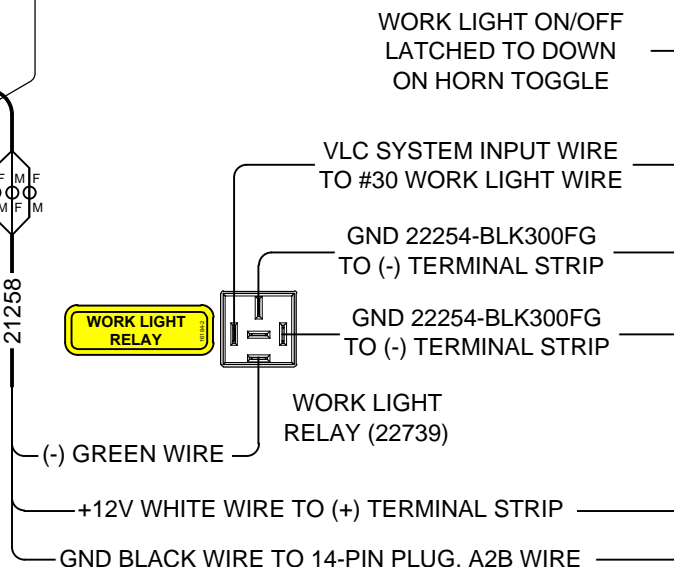 WORK LIGHT ON/OFF
LATCHED TO DOWN
ON HORN TOGGLE
VLC SYSTEM INPUT WIRE
TO #30 WORK LIGHT WIRE
F M F
M F M
GND 22254-BLK300FG
TO (-) TERMINAL STRIP
21258
WORK LIGHT
RELAY
GND 22254-BLK300FG
TO (-) TERMINAL STRIP
WORK LIGHT
RELAY (22739)
(-) GREEN WIRE
+12V WHITE WIRE TO (+) TERMINAL STRIP
GND BLACK WIRE TO 14-PIN PLUG, A2B WIRE